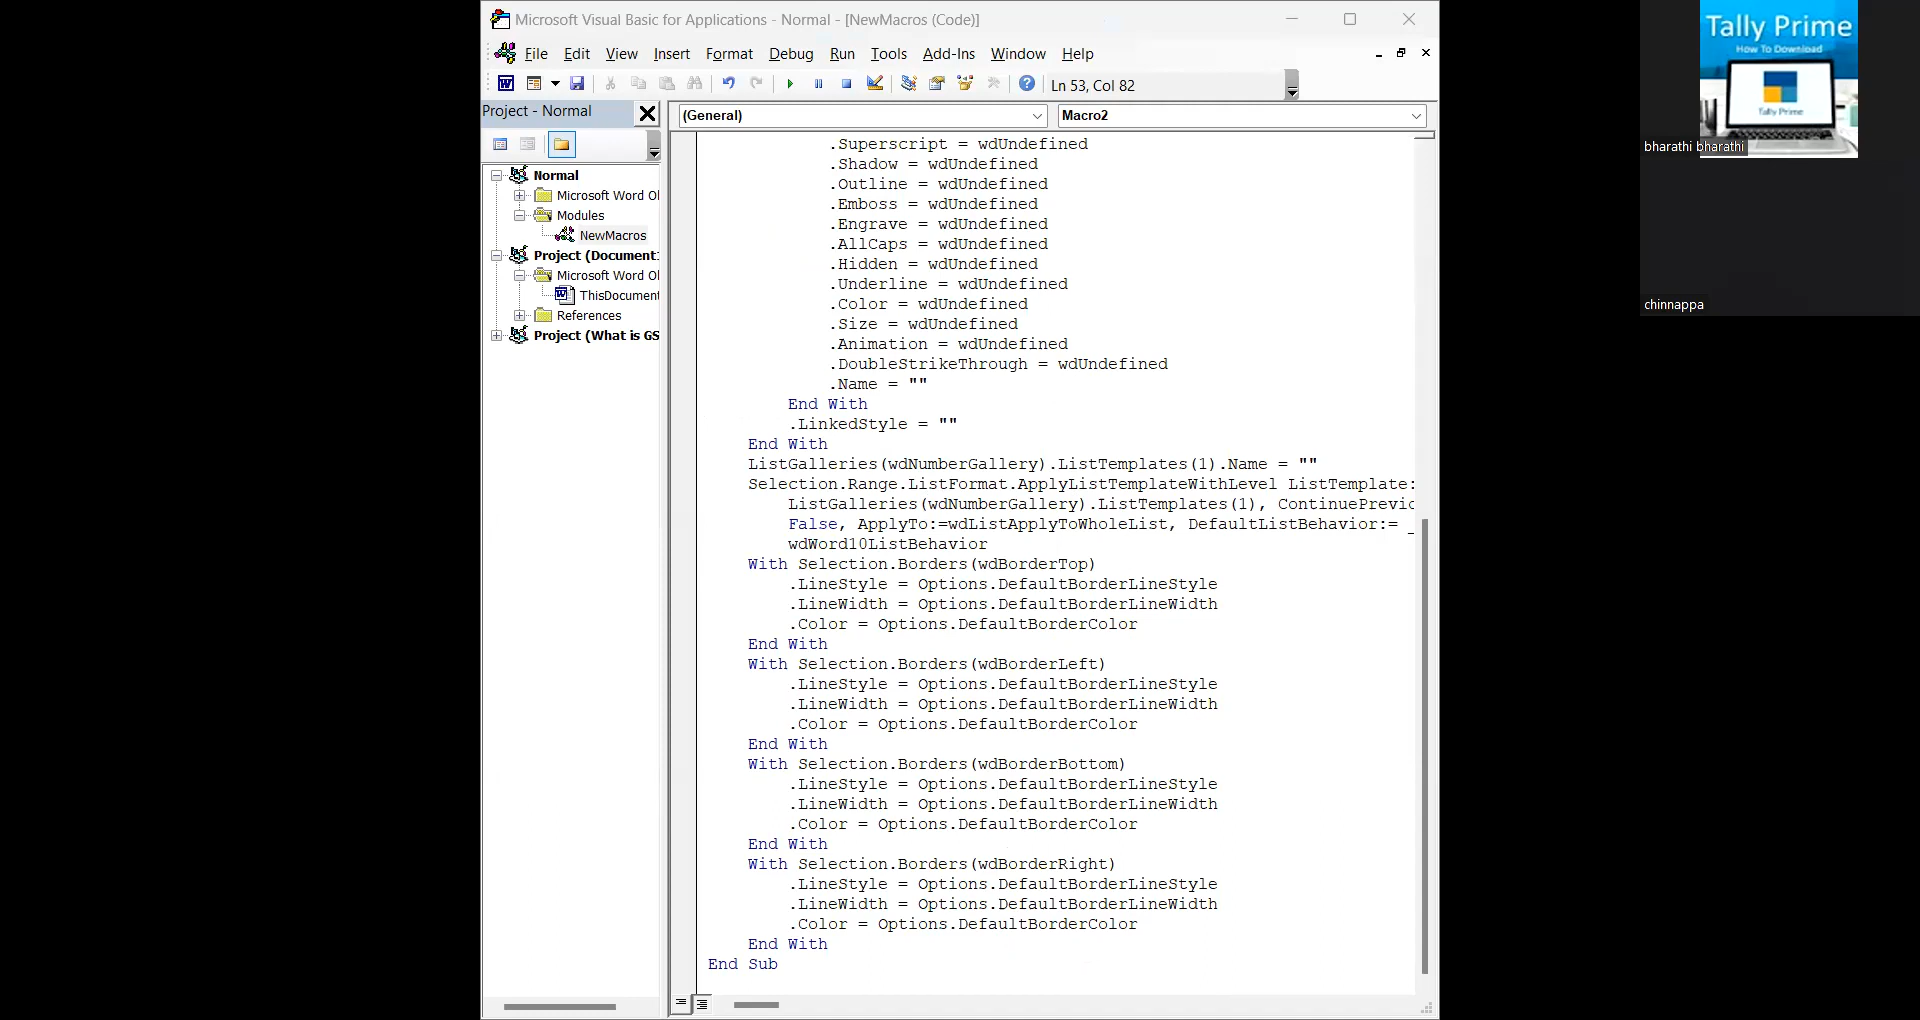 Microsoft Visual Basic for Applications - Normal - [NewMacros (Code)]
File Edit View Insert Format Debug Run Tools Add-Ins Window Help
Ln 53, Col 82
Project - Normal
(General)
Macro2
Normal
Microsoft Word Ol
Modules
NewMacros
Project (Document
Microsoft Word Ol
ThisDocument
References
Project (What is GS
.Superscript = wdUndefined
.Shadow = wdUndefined
.Outline = wdUndefined
.Emboss = wdUndefined
.Engrave = wdUndefined
.AllCaps = wdUndefined
.Hidden = wdUndefined
.Underline = wdUndefined
.Color = wdUndefined
.Size = wdUndefined
.Animation = wdUndefined
.DoubleStrikeThrough = wdUndefined
.Name = ""
End With
.LinkedStyle = ""
End With
ListGalleries(wdNumberGallery).ListTemplates(1).Name = ""
Selection.Range.ListFormat.ApplyListTemplateWithLevel ListTemplate:
ListGalleries(wdNumberGallery).ListTemplates(1), ContinuePrevic
False, ApplyTo:=wdListApplyToWholeList, DefaultListBehavior:= _
wdWord10ListBehavior
With Selection.Borders(wdBorderTop)
.LineStyle = Options.DefaultBorderLineStyle
.LineWidth = Options.DefaultBorderLineWidth
.Color = Options.DefaultBorderColor
End With
With Selection.Borders(wdBorderLeft)
.LineStyle = Options.DefaultBorderLineStyle
.LineWidth = Options.DefaultBorderLineWidth
.Color = Options.DefaultBorderColor
End With
With Selection.Borders(wdBorderBottom)
.LineStyle = Options.DefaultBorderLineStyle
.LineWidth = Options.DefaultBorderLineWidth
.Color = Options.DefaultBorderColor
End With
With Selection.Borders(wdBorderRight)
.LineStyle = Options.DefaultBorderLineStyle
.LineWidth = Options.DefaultBorderLineWidth
.Color = Options.DefaultBorderColor
End With
End Sub
Tally Prime
How To Download
Tally Prime
bharathi bharathi
chinnappa